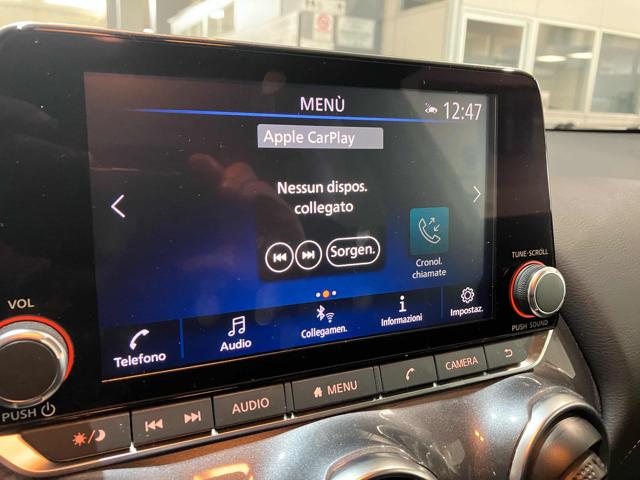 MENÙ
12:47
Apple CarPlay
Nessun dispos.
collegato
Sorgen.
Cronol.
chiamate
Telefono
Audio
Collegamen.
Informazioni
Impostaz.
VOL
PUSH
TUNE·SCROLL
PUSH SOUND
AUDIO
MENU
CAMERA